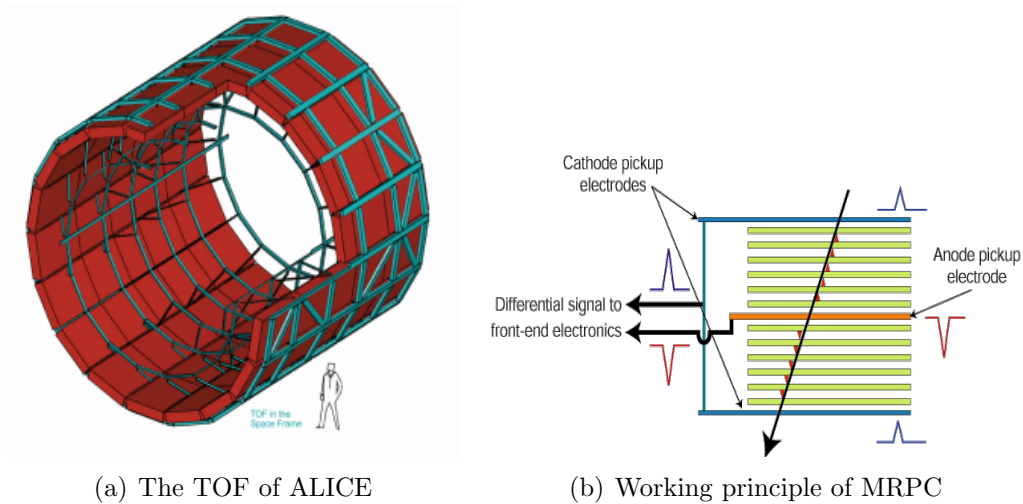 TOF in the
Space Frame
Cathode pickup
electrodes
Anode pickup
electrode
Differential signal to
front-end electronics
(a) The TOF of ALICE
(b) Working principle of MRPC